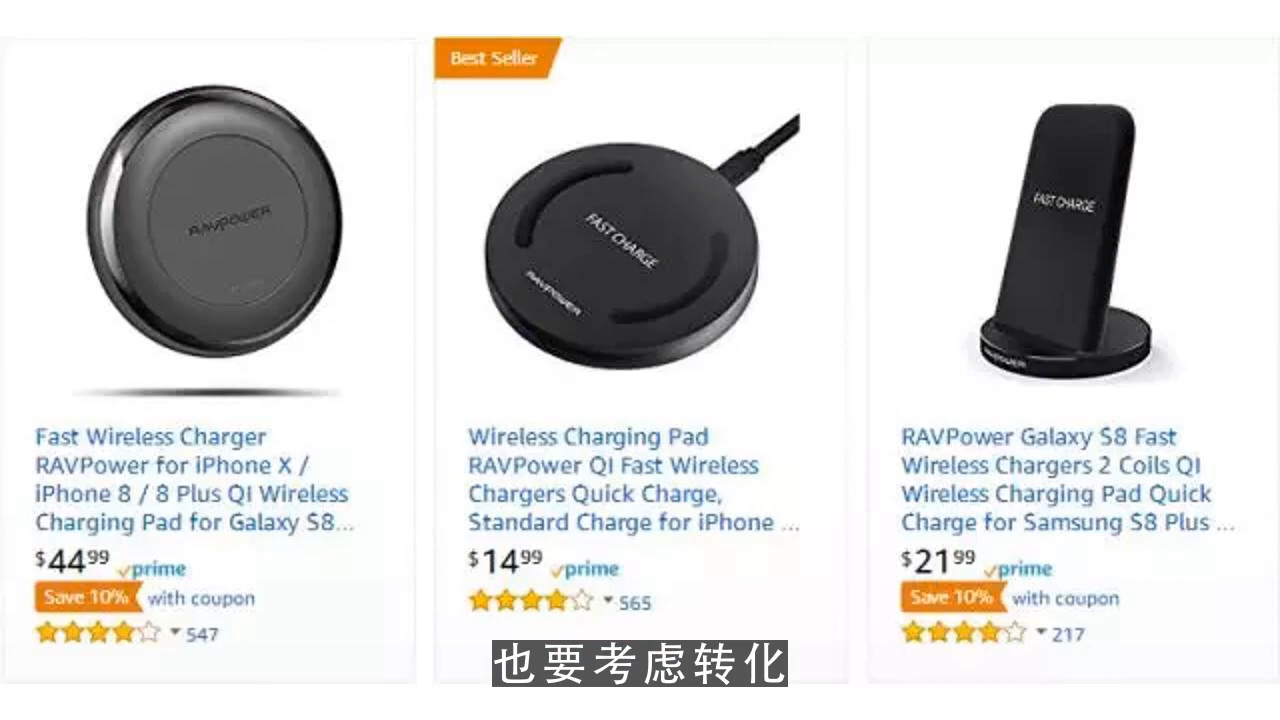 Best Seller
RAVPOWER
FAST CHARGE
RAVPOWER
FAST CHARGE
RAVPOWER
Fast Wireless Charger
RAVPower for iPhone X /
iPhone 8 / 8 Plus QI Wireless
Charging Pad for Galaxy S8...
$44.99 prime
Save 10% with coupon
547
Wireless Charging Pad
RAVPower QI Fast Wireless
Chargers Quick Charge,
Standard Charge for iPhone ...
$14.99 prime
565
RAVPower Galaxy S8 Fast
Wireless Chargers 2 Coils QI
Wireless Charging Pad Quick
Charge for Samsung S8 Plus ...
$21.99 prime
Save 10% with coupon
217
也要考虑转化